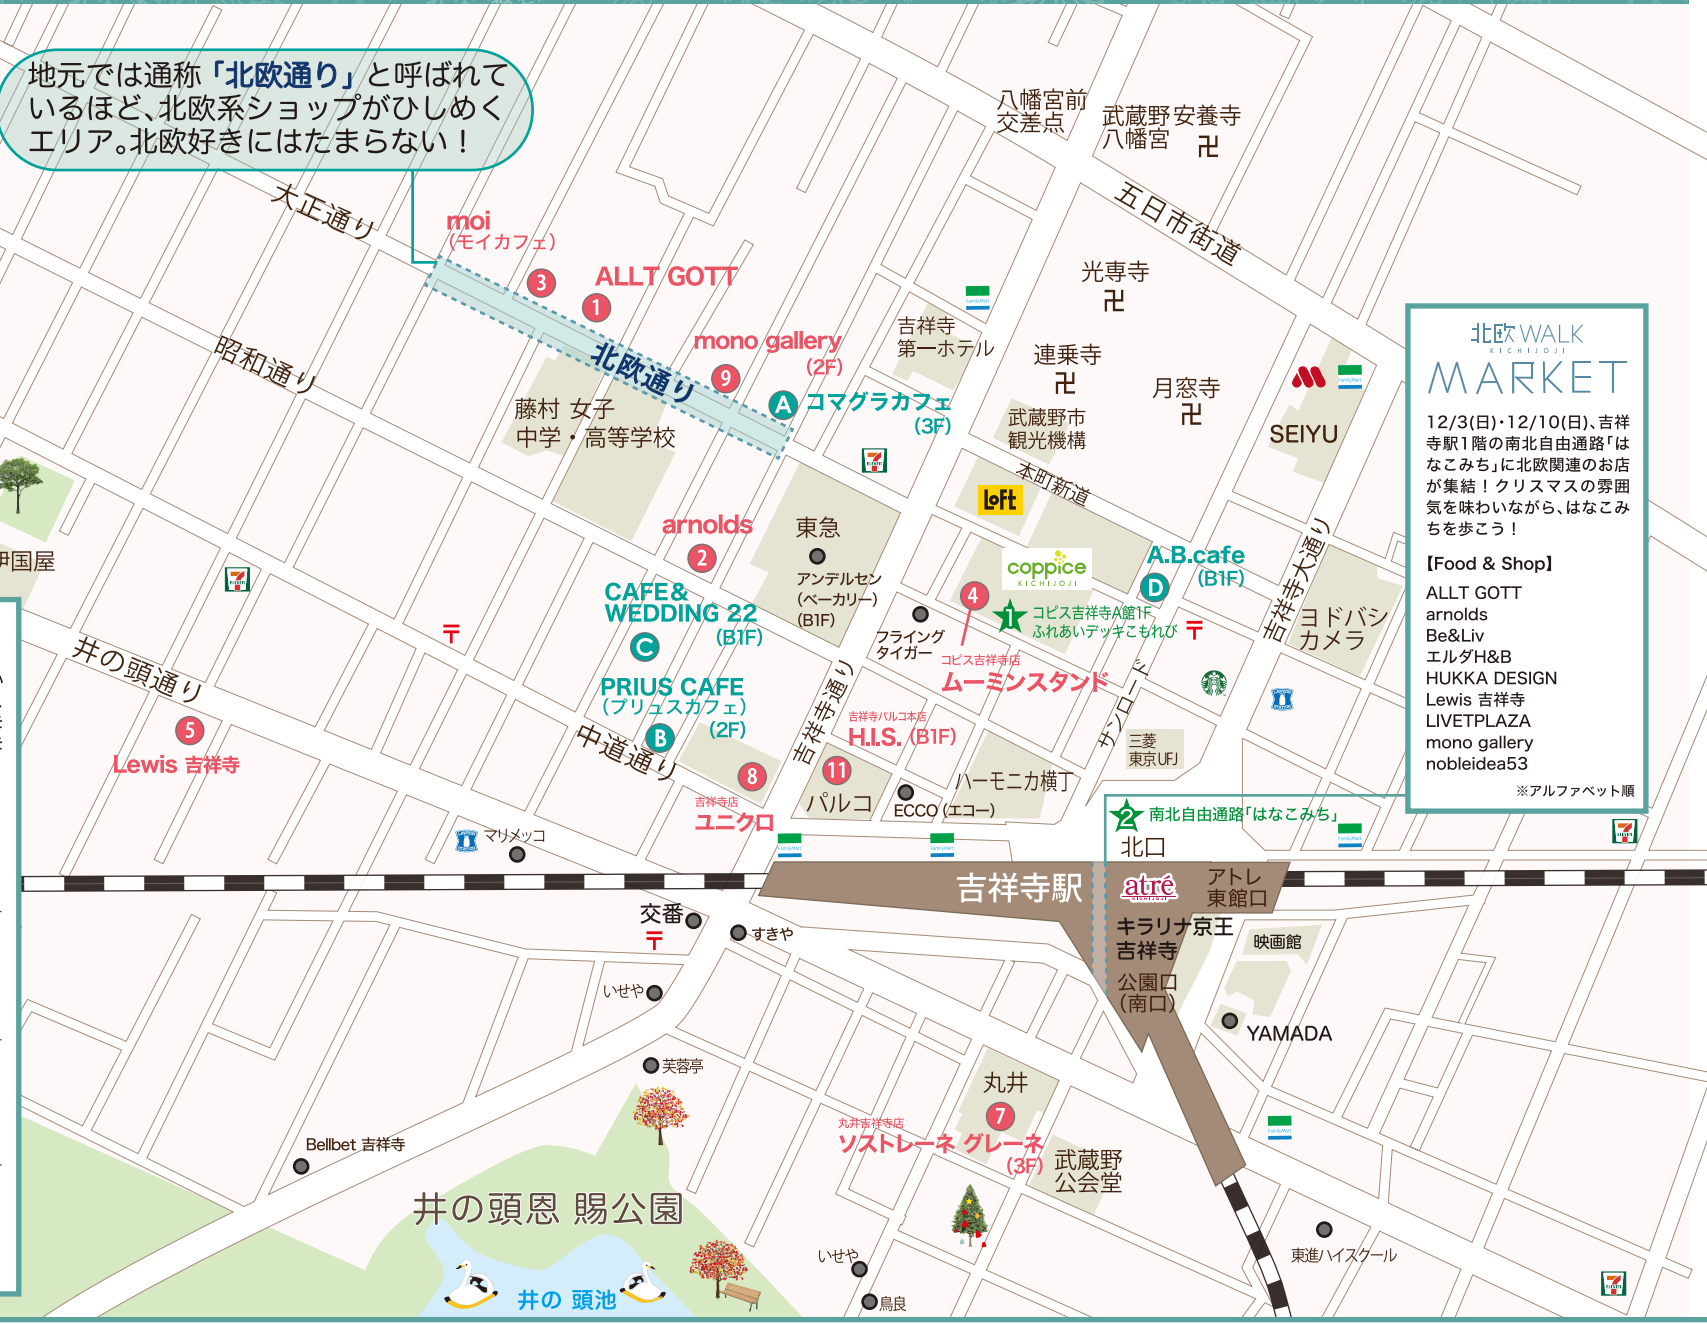 地元では通称「北欧通り」と呼ばれて
いるほど、北欧系ショップがひしめく
エリア。北欧好きにはたまらない！
八幡宮前
交差点
武蔵野
八幡宮
安養寺
五日市街道
大正通り
moi
（モイカフェ）
3
ALLT GOTT
1
光専寺
FamilyMart
吉祥寺
第一ホテル
mono gallery
(2F)
9
北欧通り
A
コマグラカフェ
(3F)
連乗寺
月窓寺
FamilyMart
SEIYU
昭和通り
藤村 女子
中学・高等学校
武蔵野市
観光機構
本町新道
7
ELEVEN
LoFt
北欧WALK
KICHIJOJI
MARKET
12/3(日)・12/10(日)、吉祥
寺駅1階の南北自由通路「は
なこみち」に北欧関連のお店
が集結！クリスマスの雰囲
気を味わいながら、はなこみ
ちを歩こう！
【Food & Shop】
ALLT GOTT
arnolds
Be&Liv
エルダH&B
HUKKA DESIGN
Lewis 吉祥寺
LIVETPLAZA
mono gallery
nobleidea53
※アルファベット順
arnolds
2
東急
アンデルセン
（ベーカリー）
(B1F)
coppice
KICHIJOJI
A.B.cafe
(B1F)
D
吉祥寺大通り
伊国屋
7
ELEVEN
CAFE&
WEDDING 22
(B1F)
C
4
1
コピス吉祥寺A館1F
ふれあいデッキこもれび
フライング
タイガー
コピス吉祥寺店
ムーミンスタンド
ヨドバシ
カメラ
井の頭通り
5
Lewis 吉祥寺
PRIUS CAFE
（プリュスカフェ）
(2F)
B
中道通り
吉祥寺通り
サンロード
吉祥寺パルコ本店
H.I.S. (B1F)
三菱
東京UFJ
8
吉祥寺店
ユニクロ
11
パルコ
ECCO（エコー）
ハーモニカ横丁
2
南北自由通路「はなこみち」
北口
マリメッコ
FamilyMart
FamilyMart
FamilyMart
7
ELEVEN
吉祥寺駅
atré
KICHIJOJI
アトレ
東館口
キラリナ京王
吉祥寺
公園口
（南口）
映画館
YAMADA
交番
すきや
いせや
芙蓉亭
丸井
7
丸井吉祥寺店
ソストレーネ グレーネ
(3F)
武蔵野
公会堂
FamilyMart
Bellbet 吉祥寺
井の頭恩 賜公園
井の 頭池
いせや
鳥良
東進ハイスクール
7
ELEVEN